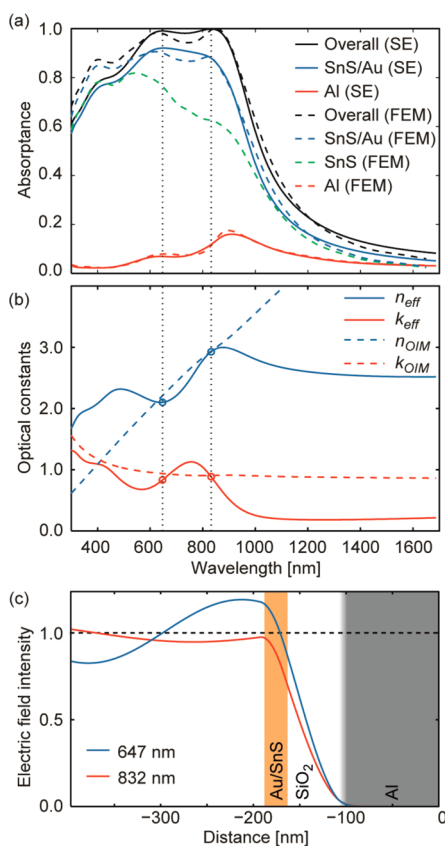 (a)
1.0
0.8
0.6
0.4
0.2
0.0
Absorptance
Overall (SE)
SnS/Au (SE)
Al (SE)
Overall (FEM)
SnS/Au (FEM)
SnS (FEM)
Al (FEM)
(b)
3.0
2.0
1.0
0.0
Optical constants
n_eff
k_eff
n_OIM
k_OIM
400 600 800 1000 1200 1400 1600
Wavelength [nm]
(c)
1.0
0.5
0
Electric field intensity
647 nm
832 nm
Au/SnS
SiO₂
Al
−300 −200 −100 0
Distance [nm]